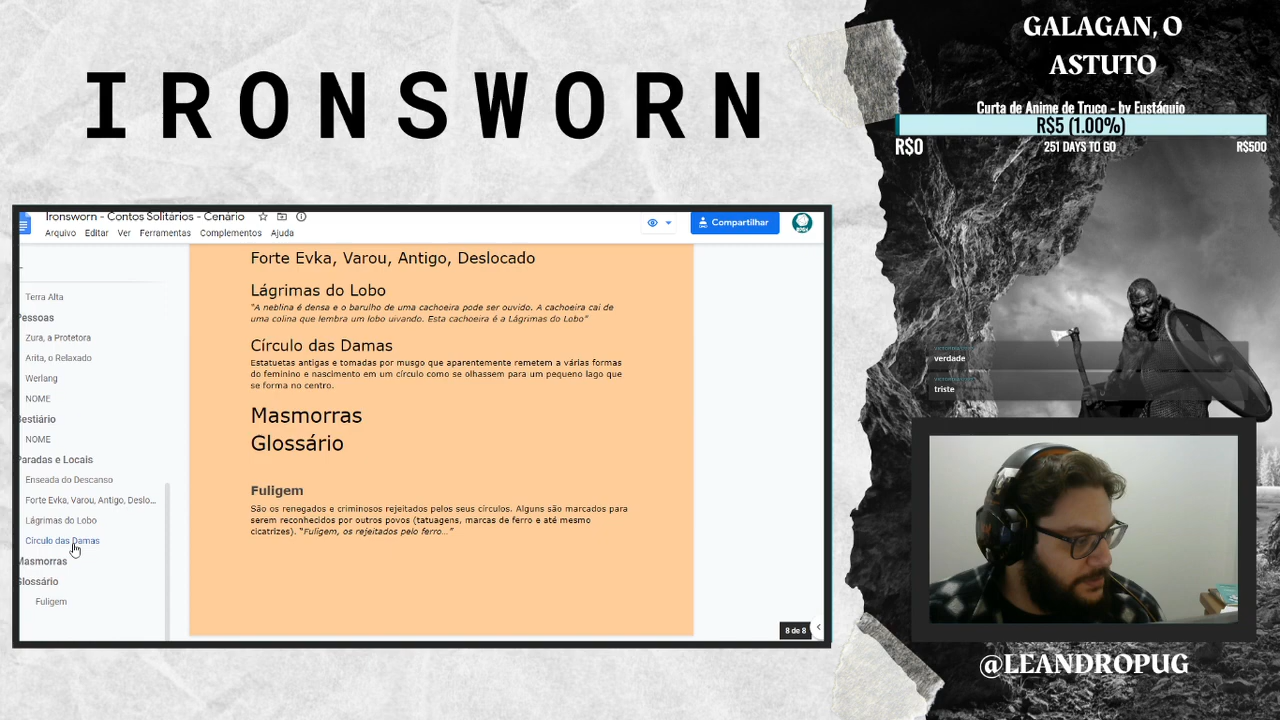 IRONSWORN
GALAGAN, O
ASTUTO
Curta de Anime de Truco - by Eustáquio
R$5 (1.00%)
R$0
251 DAYS TO GO
R$500
Ironsworn - Contos Solitários - Cenário
Compartilhar
Arquivo Editar Ver Ferramentas Complementos Ajuda
Terra Alta
Pessoas
Zura, a Protetora
Arita, o Relaxado
Werlang
NOME
Bestiário
NOME
Paradas e Locais
Enseada do Descanso
Forte Evka, Varou, Antigo, Deslo...
Lágrimas do Lobo
Círculo das Damas
Masmorras
Glossário
Fuligem
Forte Evka, Varou, Antigo, Deslocado
Lágrimas do Lobo
"A neblina é densa e o barulho de uma cachoeira pode ser ouvido. A cachoeira cai de
uma colina que lembra um lobo uivando. Esta cachoeira é a Lágrimas do Lobo"
Círculo das Damas
Estatuetas antigas e tomadas por musgo que aparentemente remetem a várias formas
do feminino e nascimento em um círculo como se olhassem para um pequeno lago que
se forma no centro.
Masmorras
Glossário
Fuligem
São os renegados e criminosos rejeitados pelos seus círculos. Alguns são marcados para
serem reconhecidos por outros povos (tatuagens, marcas de ferro e até mesmo
cicatrizes). "Fuligem, os rejeitados pelo ferro..."
8 de 8
verdade
triste
@LEANDROPUG